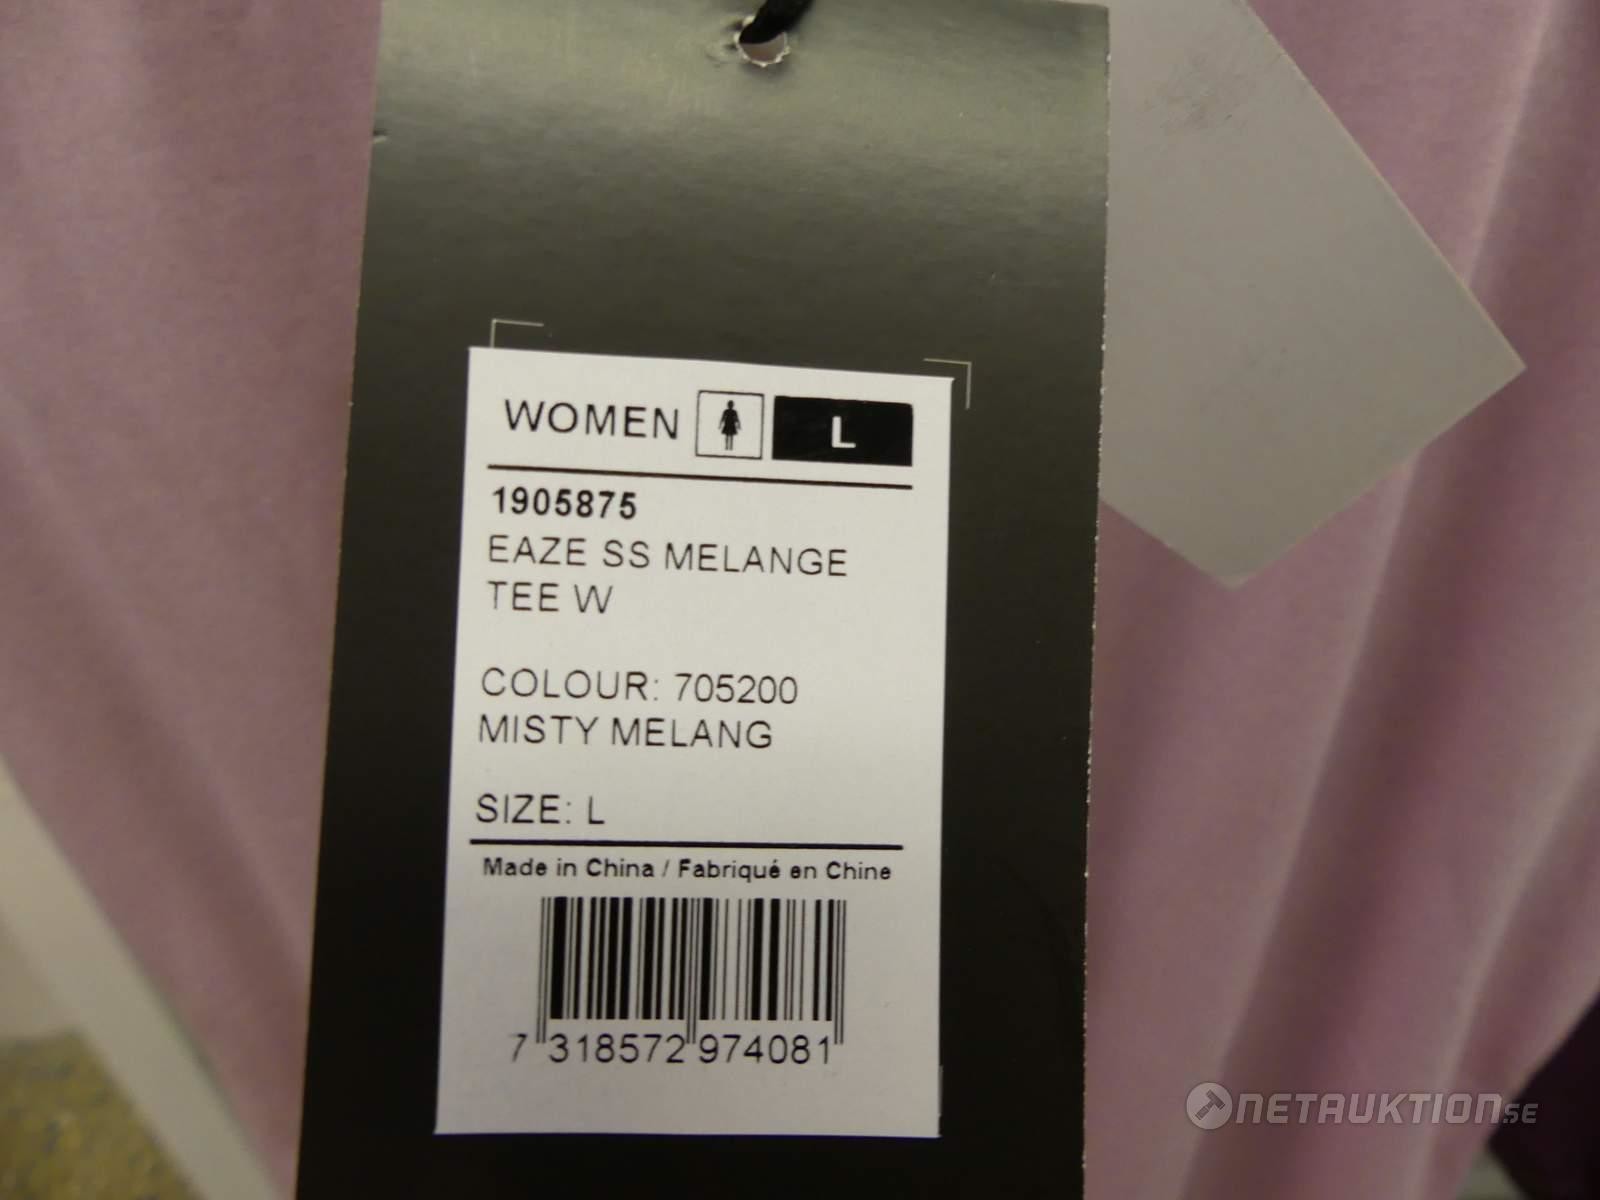 WOMEN L
1905875
EAZE SS MELANGE
TEE W
COLOUR: 705200
MISTY MELANG
SIZE: L
Made in China / Fabriqué en Chine
7 318572 974081
NETAUKTION.SE